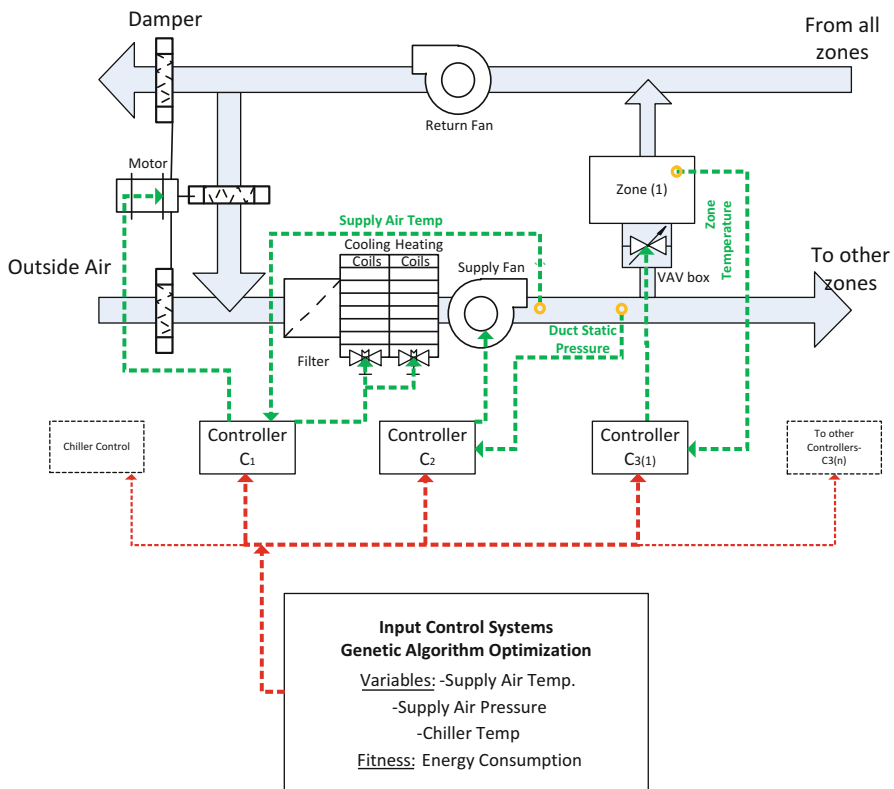 Damper
From all
zones
Return Fan
Motor
Zone (1)
Zone
Temperature
Supply Air Temp
Cooling Heating
Coils Coils
Supply Fan
Outside Air
VAV box
To other
zones
Duct Static
Pressure
Filter
Chiller Control
Controller
C1
Controller
C2
Controller
C3(1)
To other
Controllers-
C3(n)
Input Control Systems
Genetic Algorithm Optimization
Variables: -Supply Air Temp.
-Supply Air Pressure
-Chiller Temp
Fitness: Energy Consumption